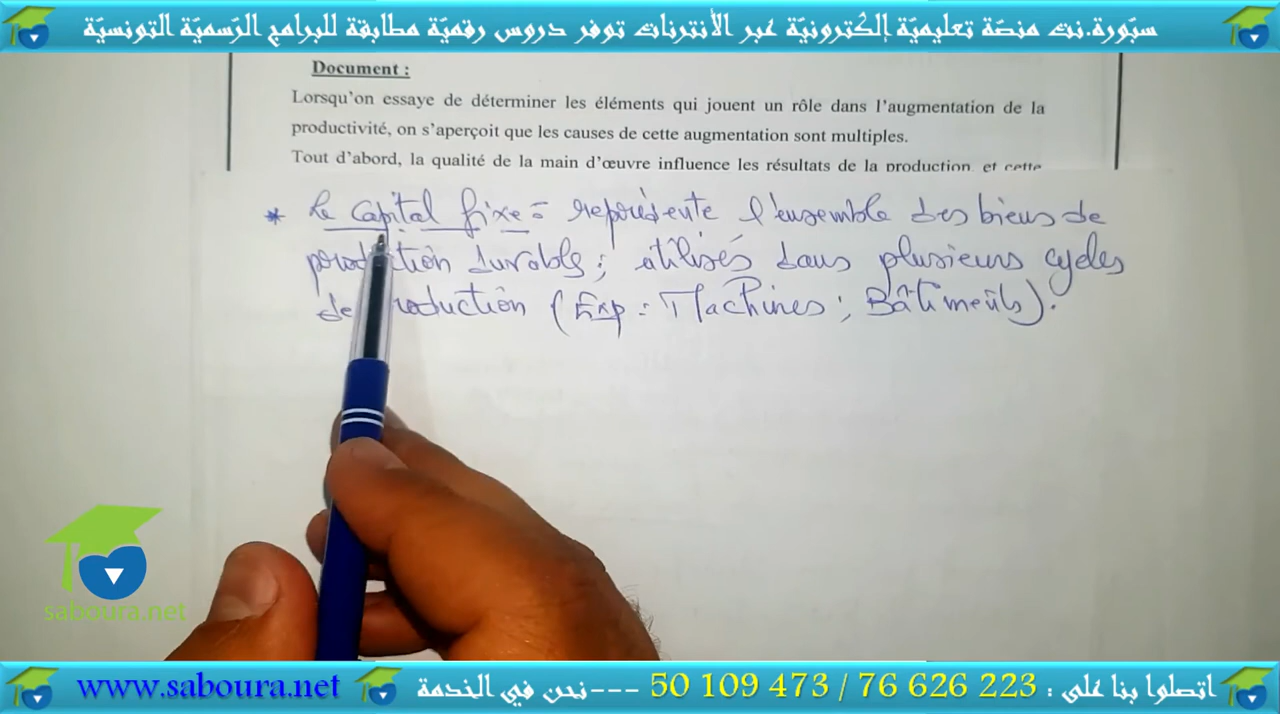 سبّورة.نت منصّة تعليميّة إلكترونيّة عبر الأنترنات توفر دروس رقميّة مطابقة للبرامج الرّسميّة التونسيّة
Document :
Lorsqu'on essaye de déterminer les éléments qui jouent un rôle dans l'augmentation de la
productivité, on s'aperçoit que les causes de cette augmentation sont multiples.
Tout d'abord, la qualité de la main d'œuvre influence les résultats de la production, et cette
* Le capital fixe = représente l'ensemble des biens de
production durable ; utilisés dans plusieurs cycles
de production (Exp : Machines ; Bâtiments).
saboura.net
www.saboura.net
اتصلوا بنا على : 50 109 473 / 76 626 223 ---نحن في الخدمة